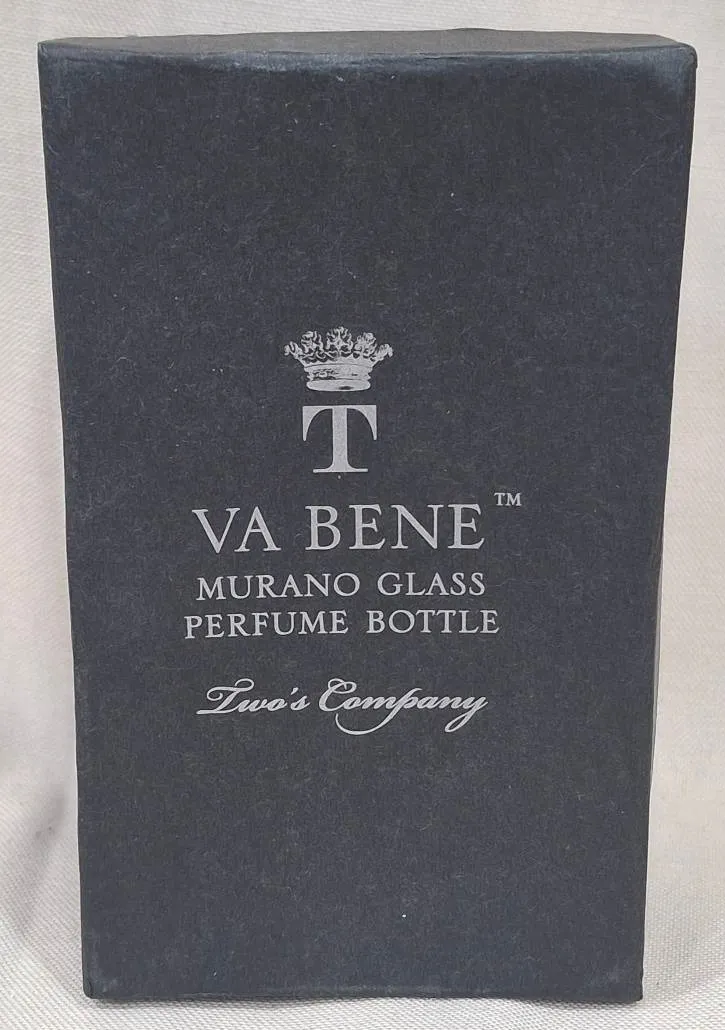 T
VA BENE™
MURANO GLASS
PERFUME BOTTLE
Two's Company